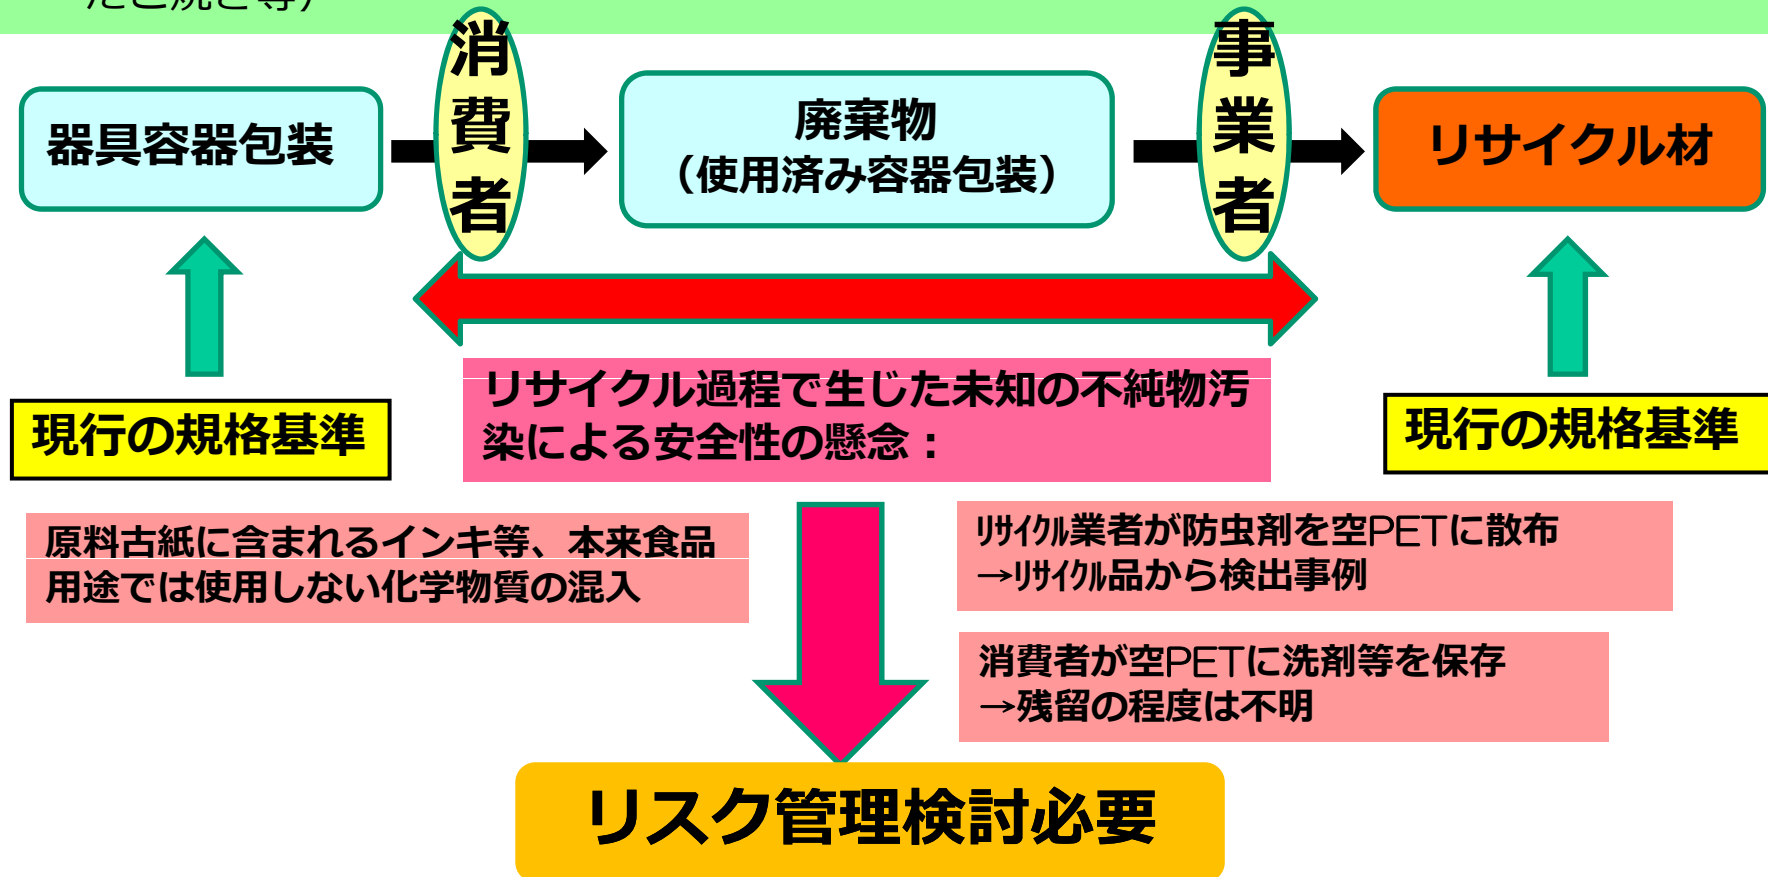 たこ焼き等）
消費者
事業者
器具容器包装
廃棄物
（使用済み容器包装）
リサイクル材
現行の規格基準
リサイクル過程で生じた未知の不純物汚
染による安全性の懸念：
現行の規格基準
原料古紙に含まれるインキ等、本来食品
用途では使用しない化学物質の混入
ﾘｻｲｸﾙ業者が防虫剤を空PETに散布
→ﾘｻｲｸﾙ品から検出事例
消費者が空PETに洗剤等を保存
→残留の程度は不明
リスク管理検討必要